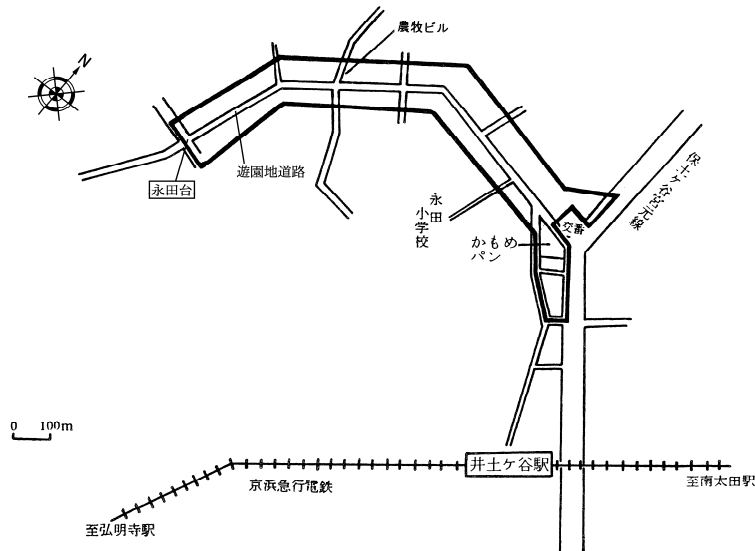 農牧ビル
N
遊園地道路
永田台
永田
小学校
かもめ
パン
交番
保土ヶ谷宮元線
0 100m
井土ケ谷駅
京浜急行電鉄
至南太田駅
至弘明寺駅